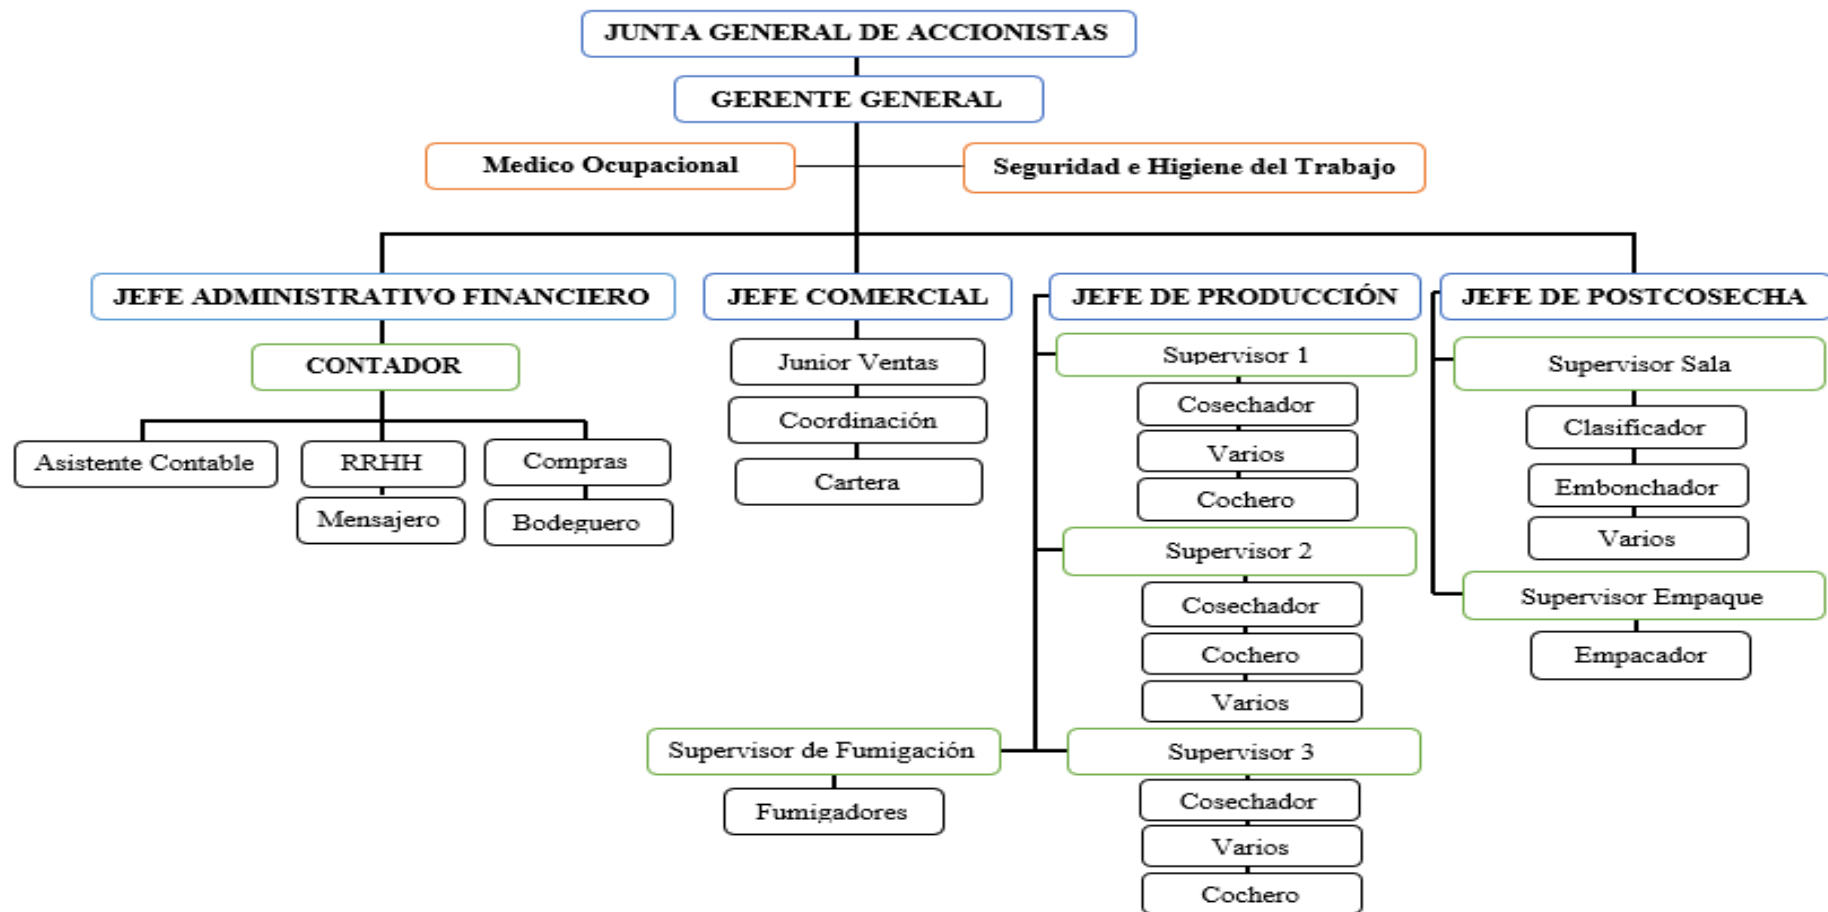 JUNTA GENERAL DE ACCIONISTAS
GERENTE GENERAL
Medico Ocupacional
Seguridad e Higiene del Trabajo
JEFE ADMINISTRATIVO FINANCIERO
JEFE COMERCIAL
JEFE DE PRODUCCIÓN
JEFE DE POSTCOSECHA
CONTADOR
Asistente Contable
RRHH
Compras
Mensajero
Bodeguero
Junior Ventas
Coordinación
Cartera
Supervisor 1
Cosechador
Varios
Cochero
Supervisor 2
Cosechador
Cochero
Varios
Supervisor de Fumigación
Fumigadores
Supervisor 3
Cosechador
Varios
Cochero
Supervisor Sala
Clasificador
Embonchador
Varios
Supervisor Empaque
Empacador